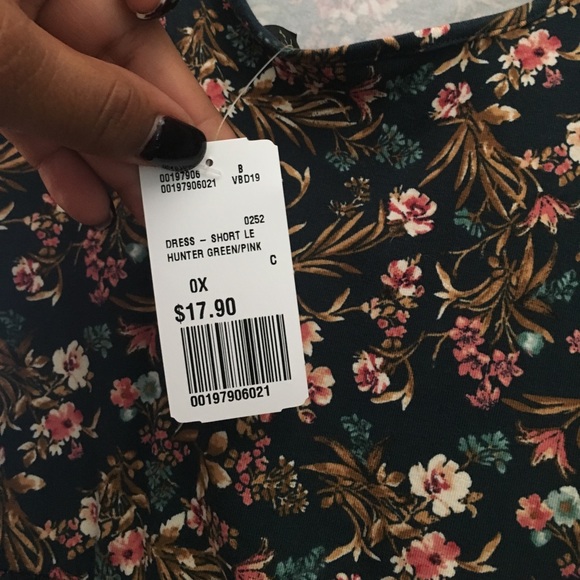 00197906 B
00197906021 VBD19
0252
DRESS – SHORT LE
HUNTER GREEN/PINK
C
0X
$17.90
00197906021